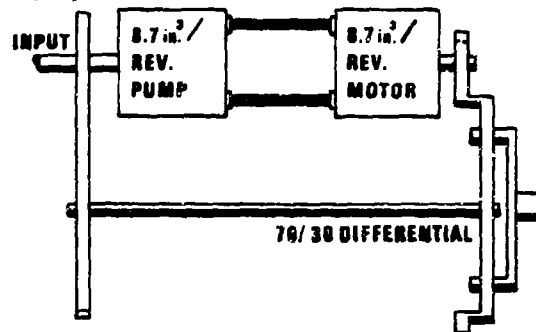 INPUT
8.7 in.³/
REV.
PUMP
8.7 in.³/
REV.
MOTOR
70/30 DIFFERENTIAL